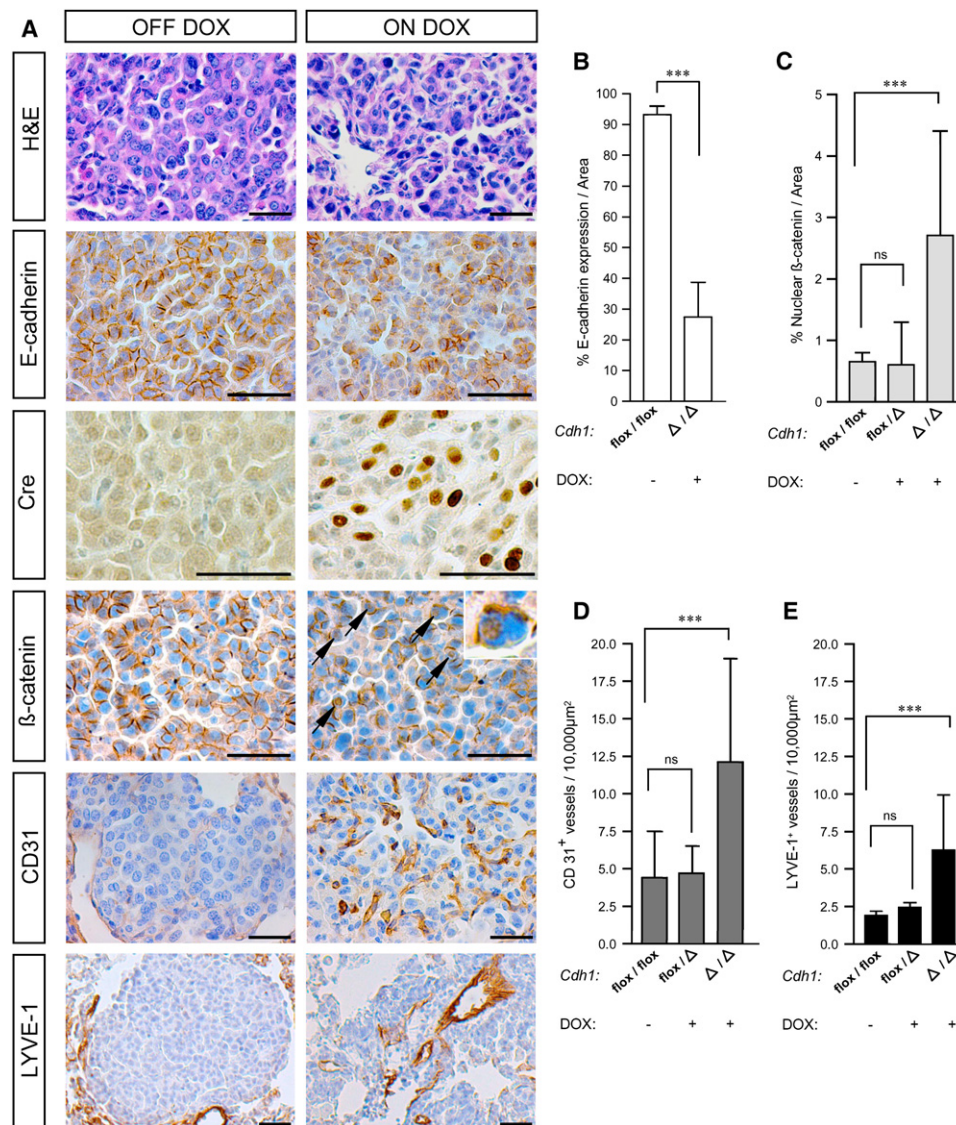 A
OFF DOX
ON DOX
H&E
E-cadherin
Cre
ß-catenin
CD31
LYVE-1
B
***
% E-cadherin expression / Area
100
90
80
70
60
50
40
30
20
10
0
Cdh1:
flox / flox
Δ / Δ
DOX:
-
+
C
***
ns
% Nuclear ß-catenin / Area
5
4
3
2
1
0
Cdh1:
flox / flox
flox / Δ
Δ / Δ
DOX:
-
+
+
D
***
ns
CD 31⁺ vessels / 10,000µm²
20.0
17.5
15.0
12.5
10.0
7.5
5.0
2.5
0.0
Cdh1:
flox / flox
flox / Δ
Δ / Δ
DOX:
-
+
+
E
***
ns
LYVE-1⁺ vessels / 10,000µm²
20.0
17.5
15.0
12.5
10.0
7.5
5.0
2.5
0.0
Cdh1:
flox / flox
flox / Δ
Δ / Δ
DOX:
-
+
+